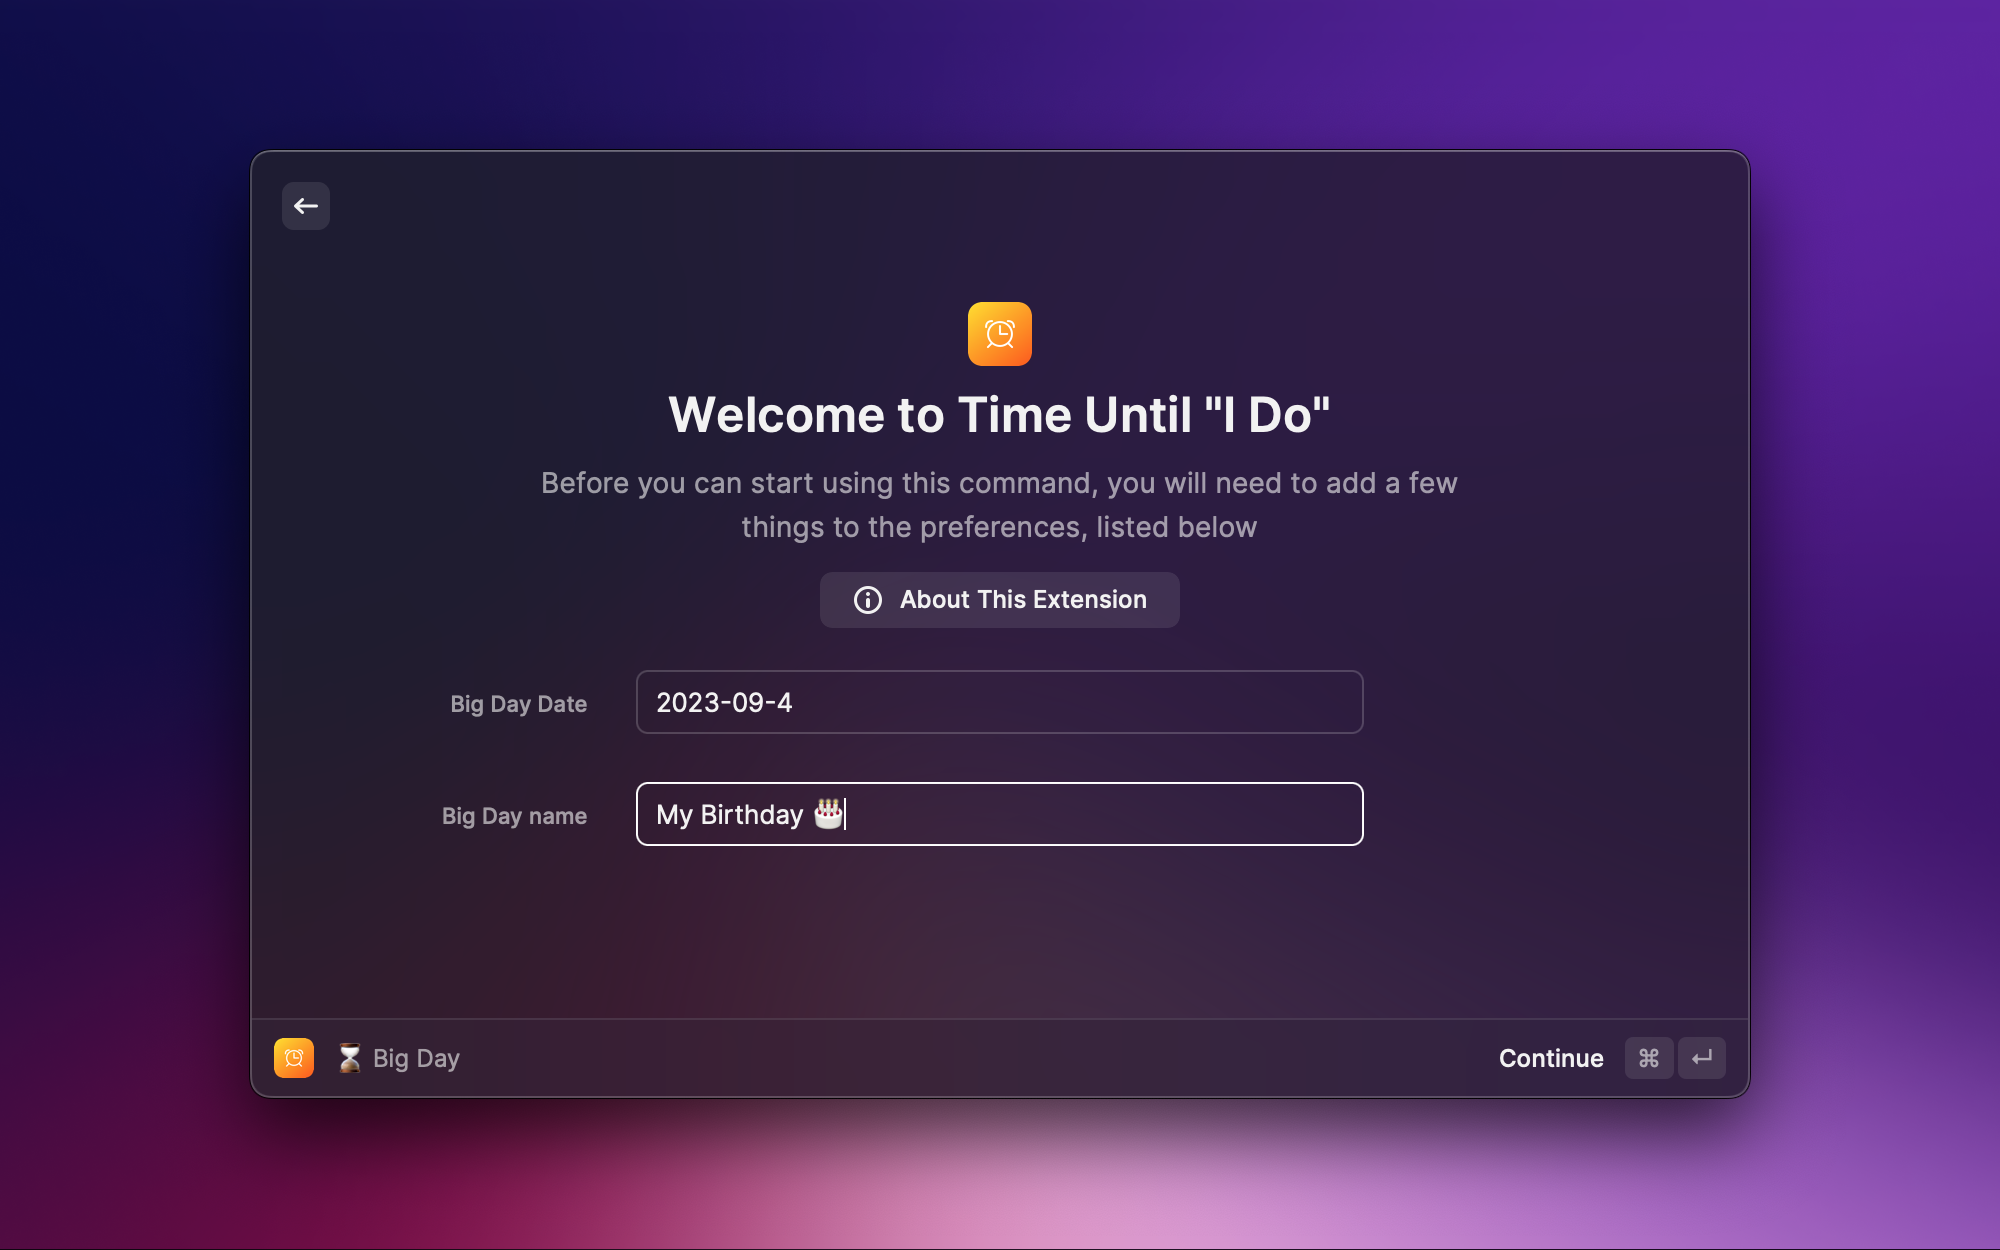 Welcome to Time Until "I Do"
Before you can start using this command, you will need to add a few
things to the preferences, listed below
About This Extension
Big Day Date
2023-09-4
Big Day name
My Birthday 🎂
⏳ Big Day
Continue ⌘ ↵